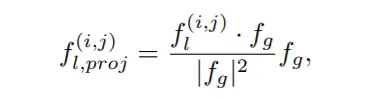 f_{l,proj}^{(i,j)} = \frac{f_l^{(i,j)} \cdot f_g}{|f_g|^2} f_g,